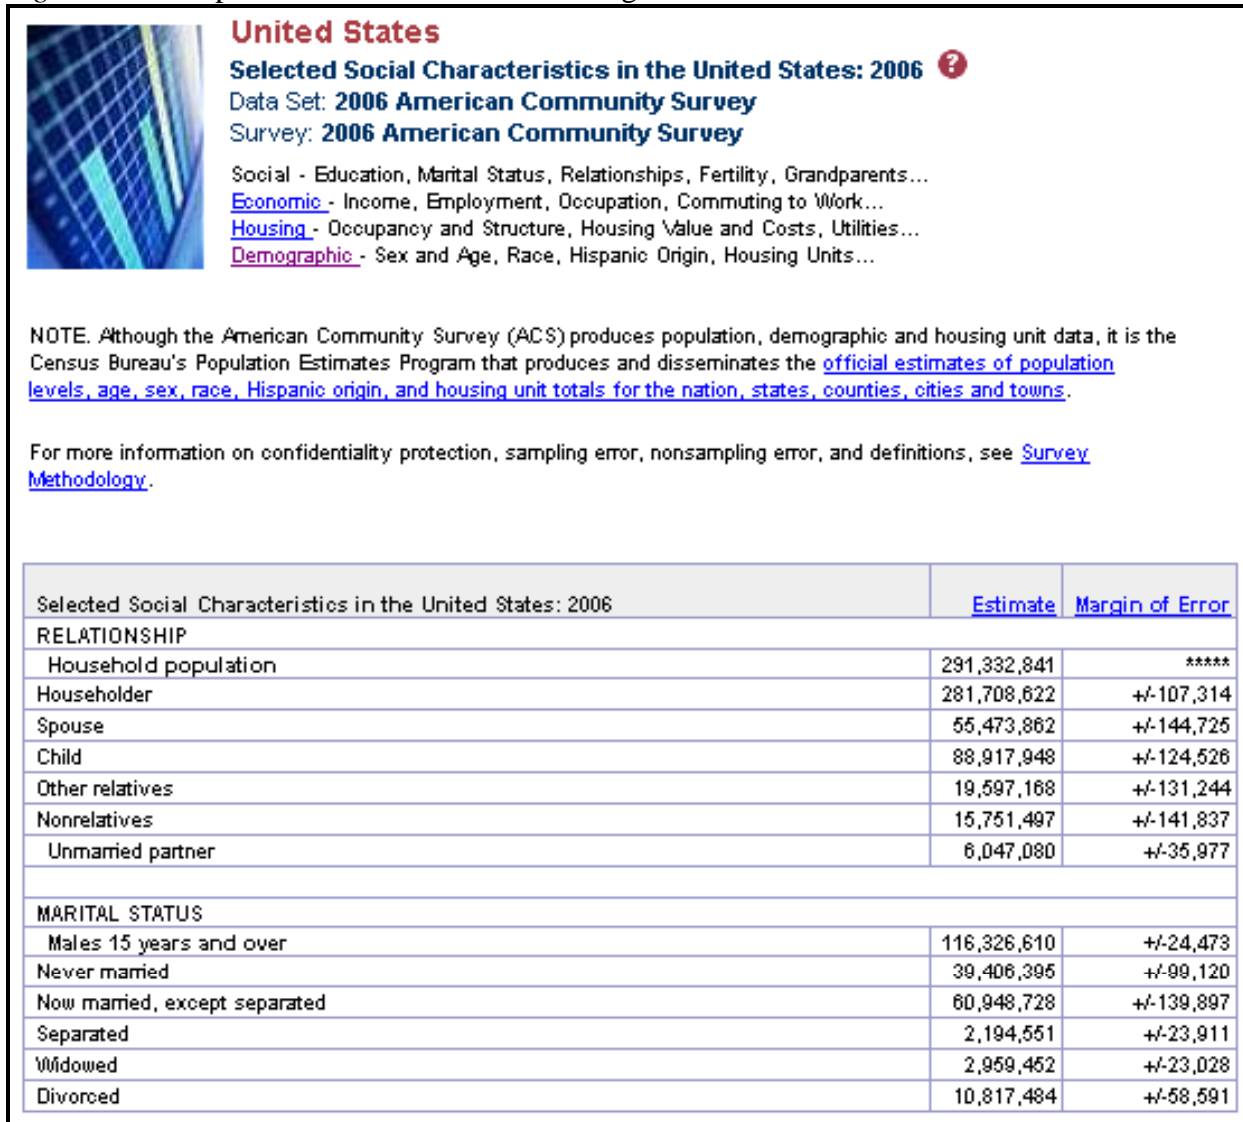 United States
Selected Social Characteristics in the United States: 2006 ?
Data Set: 2006 American Community Survey
Survey: 2006 American Community Survey
Social - Education, Marital Status, Relationships, Fertility, Grandparents...
Economic - Income, Employment, Occupation, Commuting to Work...
Housing - Occupancy and Structure, Housing Value and Costs, Utilities...
Demographic - Sex and Age, Race, Hispanic Origin, Housing Units...
NOTE. Although the American Community Survey (ACS) produces population, demographic and housing unit data, it is the
Census Bureau's Population Estimates Program that produces and disseminates the official estimates of population
levels, age, sex, race, Hispanic origin, and housing unit totals for the nation, states, counties, cities and towns.
For more information on confidentiality protection, sampling error, nonsampling error, and definitions, see Survey
Methodology.
Selected Social Characteristics in the United States: 2006 Estimate Margin of Error
RELATIONSHIP
Household population 291,332,841 *****
Householder 281,708,622 +/-107,314
Spouse 55,473,862 +/-144,725
Child 88,917,948 +/-124,526
Other relatives 19,597,168 +/-131,244
Nonrelatives 15,751,497 +/-141,837
Unmarried partner 6,047,080 +/-35,977
MARITAL STATUS
Males 15 years and over 116,326,610 +/-24,473
Never married 39,406,395 +/-99,120
Now married, except separated 60,948,728 +/-139,897
Separated 2,194,551 +/-23,911
Widowed 2,959,452 +/-23,028
Divorced 10,817,484 +/-58,591